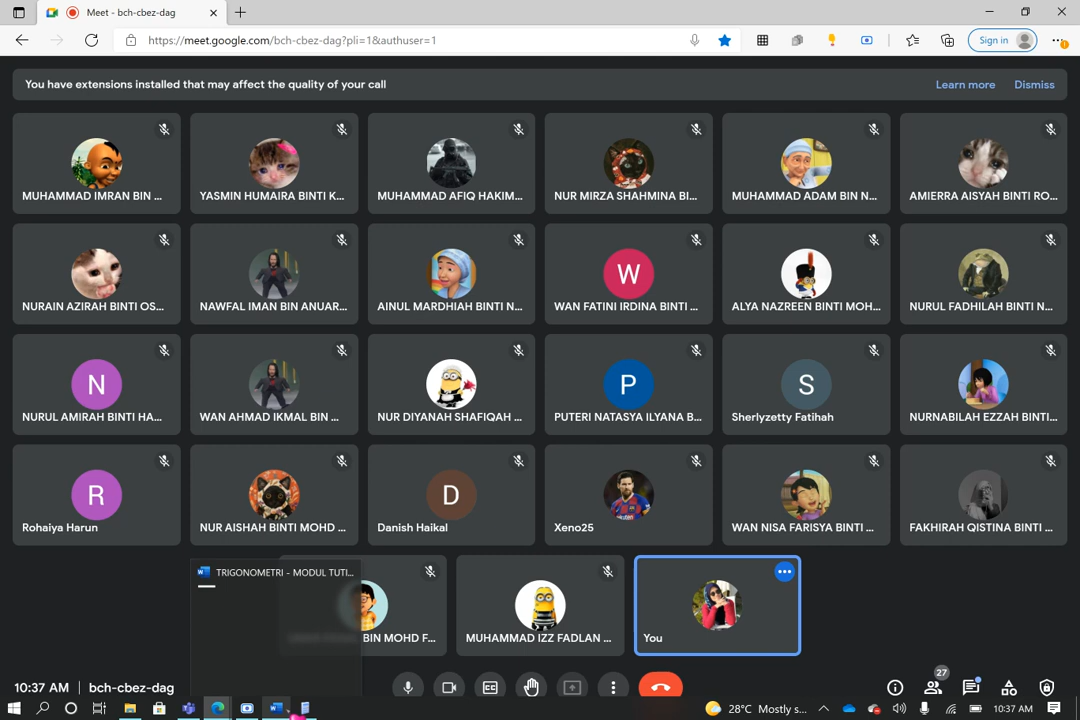 Meet - bch-cbez-dag
https://meet.google.com/bch-cbez-dag?pli=1&authuser=1
Sign in
You have extensions installed that may affect the quality of your call
Learn more
Dismiss
MUHAMMAD IMRAN BIN ...
YASMIN HUMAIRA BINTI K...
MUHAMMAD AFIQ HAKIM...
NUR MIRZA SHAHMINA BI...
MUHAMMAD ADAM BIN N...
AMIERRA AISYAH BINTI RO...
NURAIN AZIRAH BINTI OS...
NAWFAL IMAN BIN ANUAR...
AINUL MARDHIAH BINTI N...
W
WAN FATINI IRDINA BINTI ...
ALYA NAZREEN BINTI MOH...
NURUL FADHILAH BINTI N...
N
NURUL AMIRAH BINTI HA...
WAN AHMAD IKMAL BIN ...
NUR DIYANAH SHAFIQAH ...
P
PUTERI NATASYA ILYANA B...
S
Sherlyzetty Fatihah
NURNABILAH EZZAH BINTI...
R
Rohaiya Harun
NUR AISHAH BINTI MOHD ...
D
Danish Haikal
Xeno25
WAN NISA FARISYA BINTI ...
FAKHIRAH QISTINA BINTI ...
TRIGONOMETRI - MODUL TUTI...
BIN MOHD F...
MUHAMMAD IZZ FADLAN ...
You
10:37 AM | bch-cbez-dag
27
28°C Mostly s...
10:37 AM